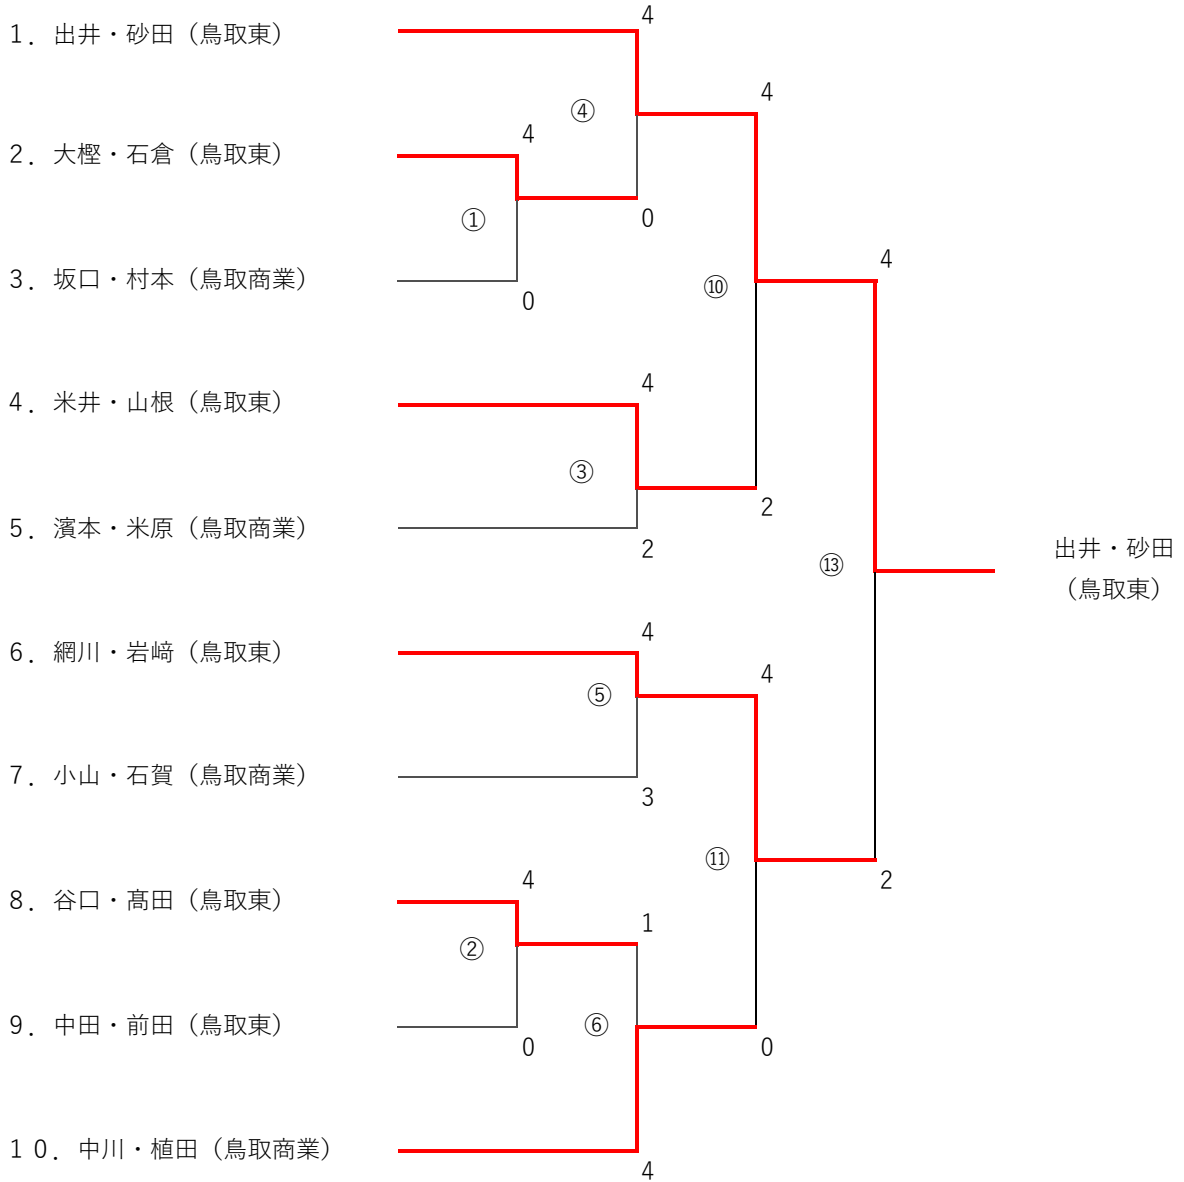 4
1．出井・砂田（鳥取東）
4
④
4
2．大樫・石倉（鳥取東）
①
0
4
3．坂口・村本（鳥取商業）
⑩
0
4
4．米井・山根（鳥取東）
③
2
5．濱本・米原（鳥取商業）
2
出井・砂田
⑬
（鳥取東）
4
6．網川・岩﨑（鳥取東）
4
⑤
7．小山・石賀（鳥取商業）
3
⑪
4
2
8．谷口・髙田（鳥取東）
1
②
9．中田・前田（鳥取東）
⑥
0
0
10．中川・植田（鳥取商業）
4